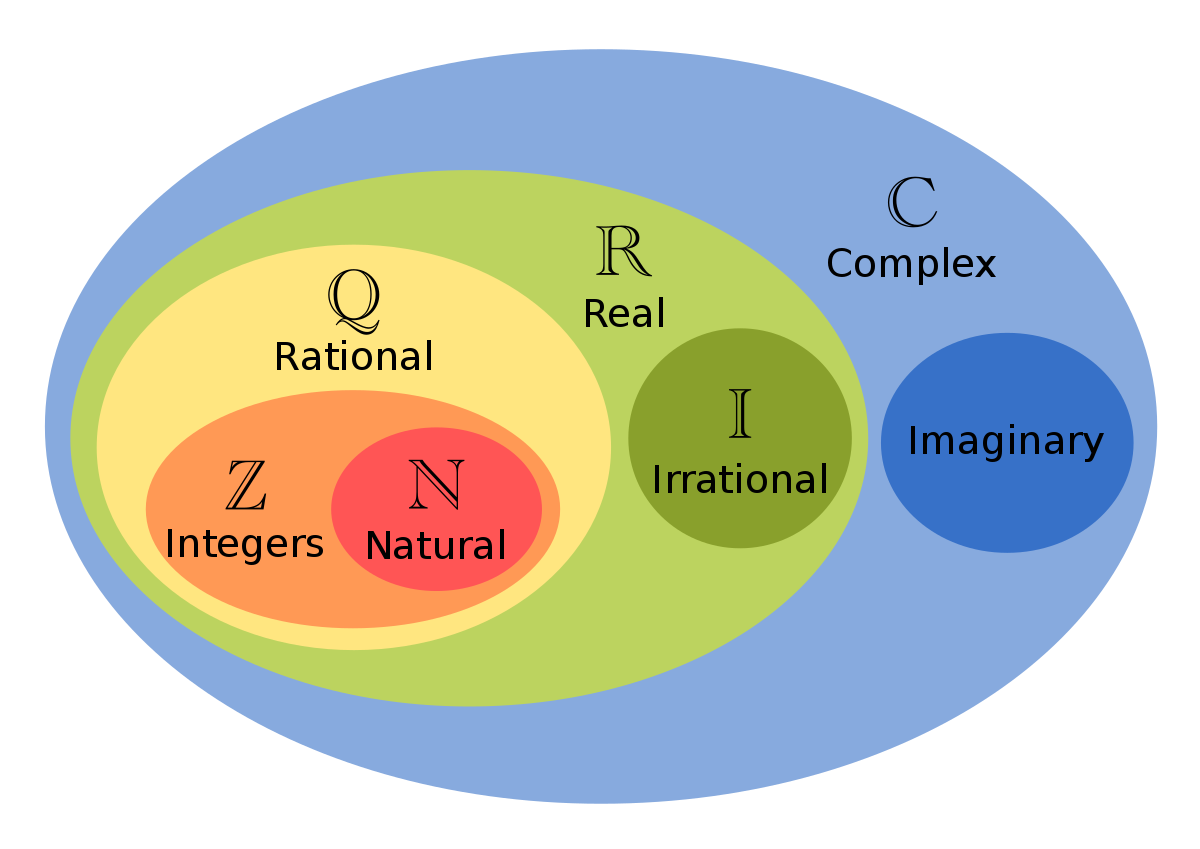 ℂ
Complex
ℝ
Real
ℚ
Rational
𝕀
Irrational
Imaginary
ℤ
Integers
ℕ
Natural